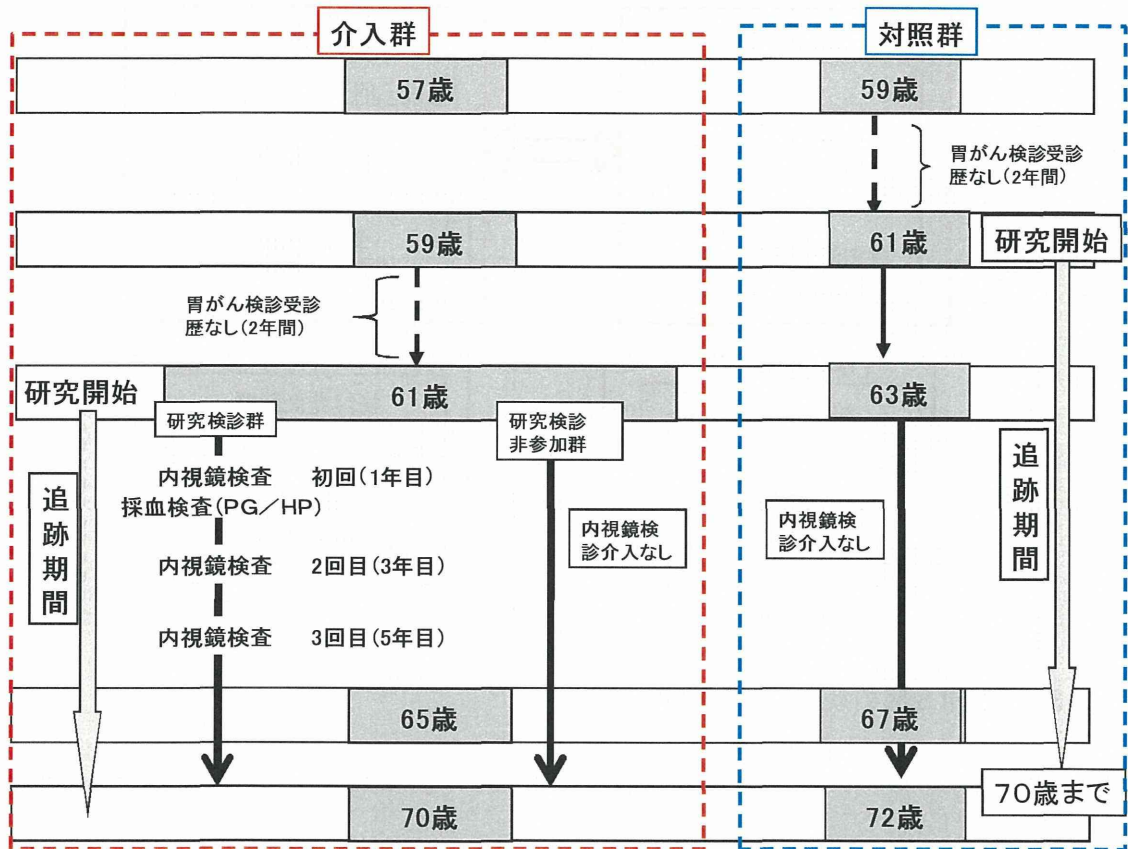 介入群
対照群
57歳
59歳
胃がん検診受診
歴なし(2年間)
59歳
61歳
研究開始
胃がん検診受診
歴なし(2年間)
研究開始
61歳
63歳
研究検診群
研究検診
非参加群
内視鏡検査 初回(1年目)
採血検査(PG/HP)
内視鏡検査 2回目(3年目)
内視鏡検査 3回目(5年目)
追跡期間
内視鏡検
診介入なし
内視鏡検
診介入なし
追跡期間
65歳
67歳
70歳
72歳
70歳まで